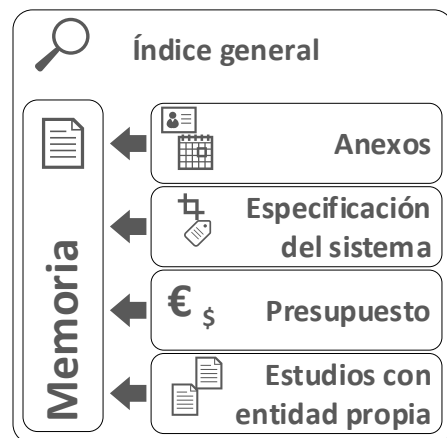 Índice general
Memoria
Anexos
Especificación
del sistema
€ $
Presupuesto
Estudios con
entidad propia